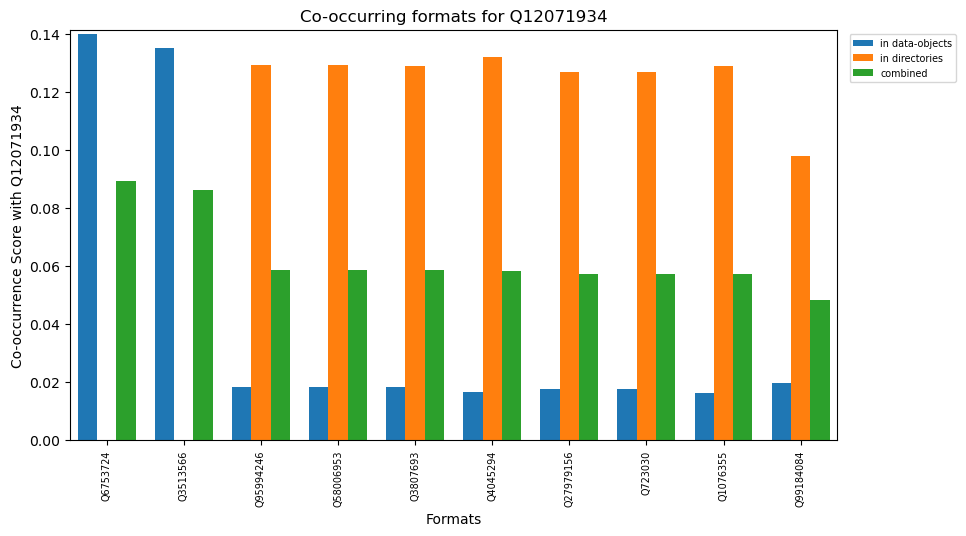 Co-occurring formats for Q12071934
in data-objects
in directories
combined
Co-occurrence Score with Q12071934
0.14
0.12
0.10
0.08
0.06
0.04
0.02
0.00
Q6753724
Q3513566
Q95994246
Q58006953
Q3807693
Q4045294
Q27979156
Q723030
Q1076355
Q99184084
Formats